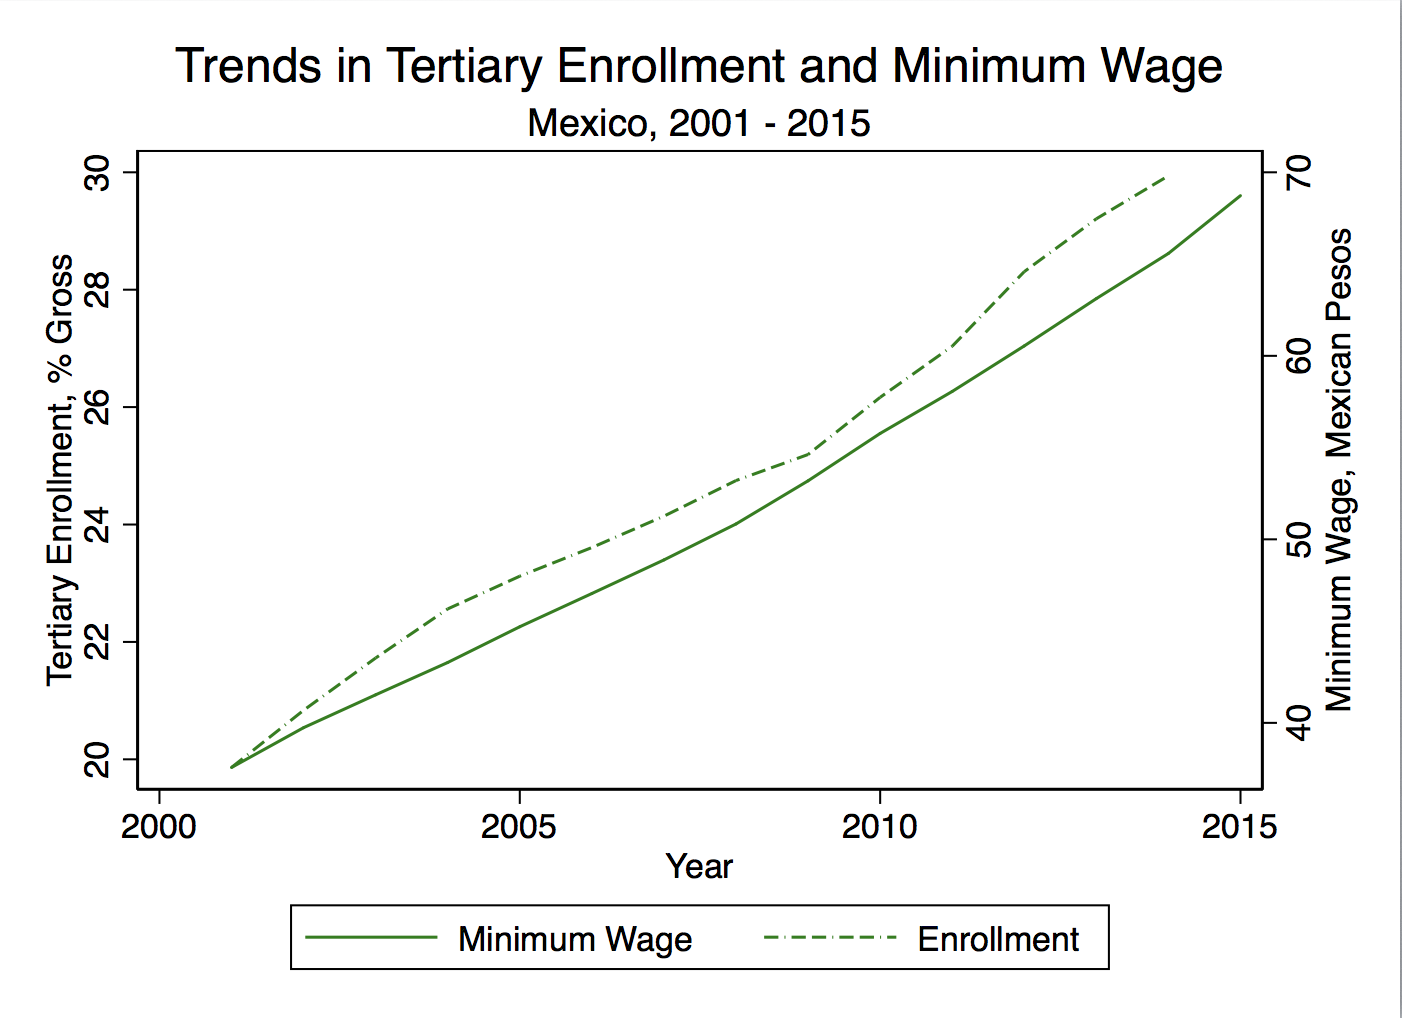 Trends in Tertiary Enrollment and Minimum Wage
Mexico, 2001 - 2015
Tertiary Enrollment, % Gross
30
28
26
24
22
20
70
60
50
40
Minimum Wage, Mexican Pesos
2000 2005 2010 2015
Year
Minimum Wage Enrollment